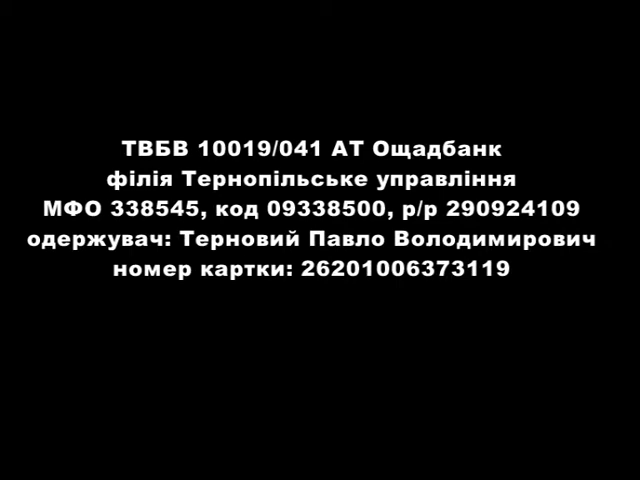 ТВБВ 10019/041 АТ Ощадбанк
філія Тернопільське управління
МФО 338545, код 09338500, р/р 290924109
одержувач: Терновий Павло Володимирович
номер картки: 26201006373119